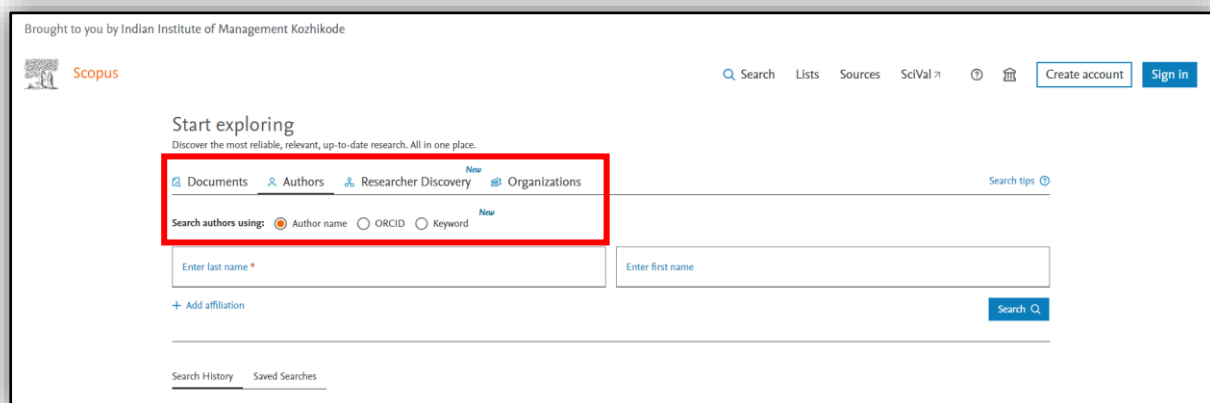 Brought to you by Indian Institute of Management Kozhikode
Scopus
Search Lists Sources SciVal Create account Sign in
Start exploring
Discover the most reliable, relevant, up-to-date research. All in one place.
Documents Authors Researcher Discovery New Organizations
Search tips
Search authors using: Author name ORCID Keyword New
Enter last name *
Enter first name
+ Add affiliation
Search
Search History Saved Searches